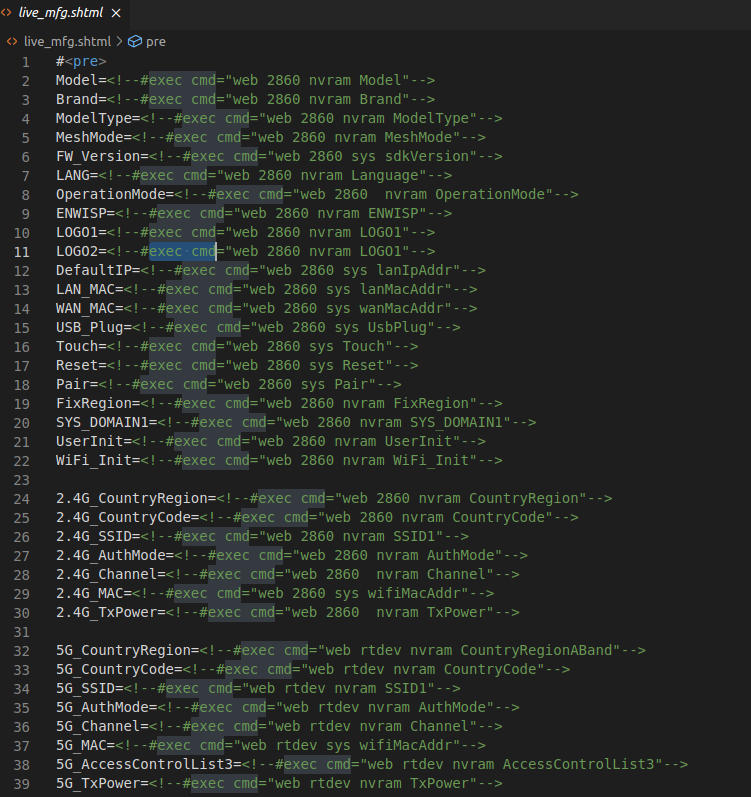 live_mfg.shtml
live_mfg.shtml > pre
1 #<pre>
2 Model=<!--#exec cmd="web 2860 nvram Model"-->
3 Brand=<!--#exec cmd="web 2860 nvram Brand"-->
4 ModelType=<!--#exec cmd="web 2860 nvram ModelType"-->
5 MeshMode=<!--#exec cmd="web 2860 nvram MeshMode"-->
6 FW_Version=<!--#exec cmd="web 2860 sys sdkVersion"-->
7 LANG=<!--#exec cmd="web 2860 nvram Language"-->
8 OperationMode=<!--#exec cmd="web 2860  nvram OperationMode"-->
9 ENWISP=<!--#exec cmd="web 2860 nvram ENWISP"-->
10 LOGO1=<!--#exec cmd="web 2860 nvram LOGO1"-->
11 LOGO2=<!--#exec cmd="web 2860 nvram LOGO1"-->
12 DefaultIP=<!--#exec cmd="web 2860 sys lanIpAddr"-->
13 LAN_MAC=<!--#exec cmd="web 2860 sys lanMacAddr"-->
14 WAN_MAC=<!--#exec cmd="web 2860 sys wanMacAddr"-->
15 USB_Plug=<!--#exec cmd="web 2860 sys UsbPlug"-->
16 Touch=<!--#exec cmd="web 2860 sys Touch"-->
17 Reset=<!--#exec cmd="web 2860 sys Reset"-->
18 Pair=<!--#exec cmd="web 2860 sys Pair"-->
19 FixRegion=<!--#exec cmd="web 2860 nvram FixRegion"-->
20 SYS_DOMAIN1=<!--#exec cmd="web 2860 nvram SYS_DOMAIN1"-->
21 UserInit=<!--#exec cmd="web 2860 nvram UserInit"-->
22 WiFi_Init=<!--#exec cmd="web 2860 nvram WiFi_Init"-->
23
24 2.4G_CountryRegion=<!--#exec cmd="web 2860 nvram CountryRegion"-->
25 2.4G_CountryCode=<!--#exec cmd="web 2860 nvram CountryCode"-->
26 2.4G_SSID=<!--#exec cmd="web 2860 nvram SSID1"-->
27 2.4G_AuthMode=<!--#exec cmd="web 2860 nvram AuthMode"-->
28 2.4G_Channel=<!--#exec cmd="web 2860  nvram Channel"-->
29 2.4G_MAC=<!--#exec cmd="web 2860 sys wifiMacAddr"-->
30 2.4G_TxPower=<!--#exec cmd="web 2860  nvram TxPower"-->
31
32 5G_CountryRegion=<!--#exec cmd="web rtdev nvram CountryRegionABand"-->
33 5G_CountryCode=<!--#exec cmd="web rtdev nvram CountryCode"-->
34 5G_SSID=<!--#exec cmd="web rtdev nvram SSID1"-->
35 5G_AuthMode=<!--#exec cmd="web rtdev nvram AuthMode"-->
36 5G_Channel=<!--#exec cmd="web rtdev nvram Channel"-->
37 5G_MAC=<!--#exec cmd="web rtdev sys wifiMacAddr"-->
38 5G_AccessControlList3=<!--#exec cmd="web rtdev nvram AccessControlList3"-->
39 5G_TxPower=<!--#exec cmd="web rtdev nvram TxPower"-->